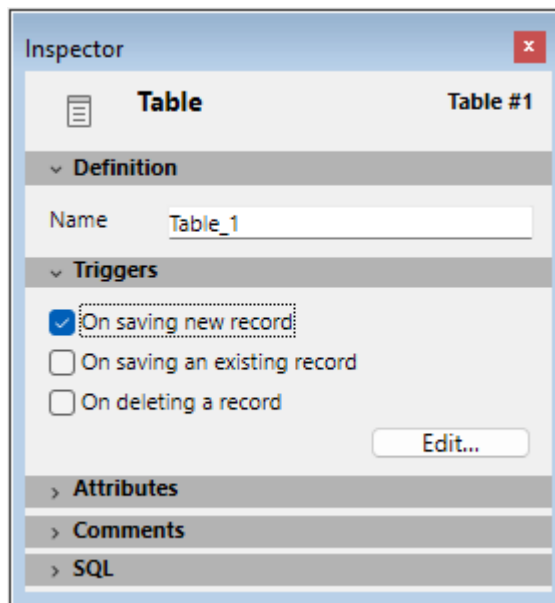 Inspector
Table Table #1
Definition
Name Table_1
Triggers
On saving new record
On saving an existing record
On deleting a record
Edit...
Attributes
Comments
SQL